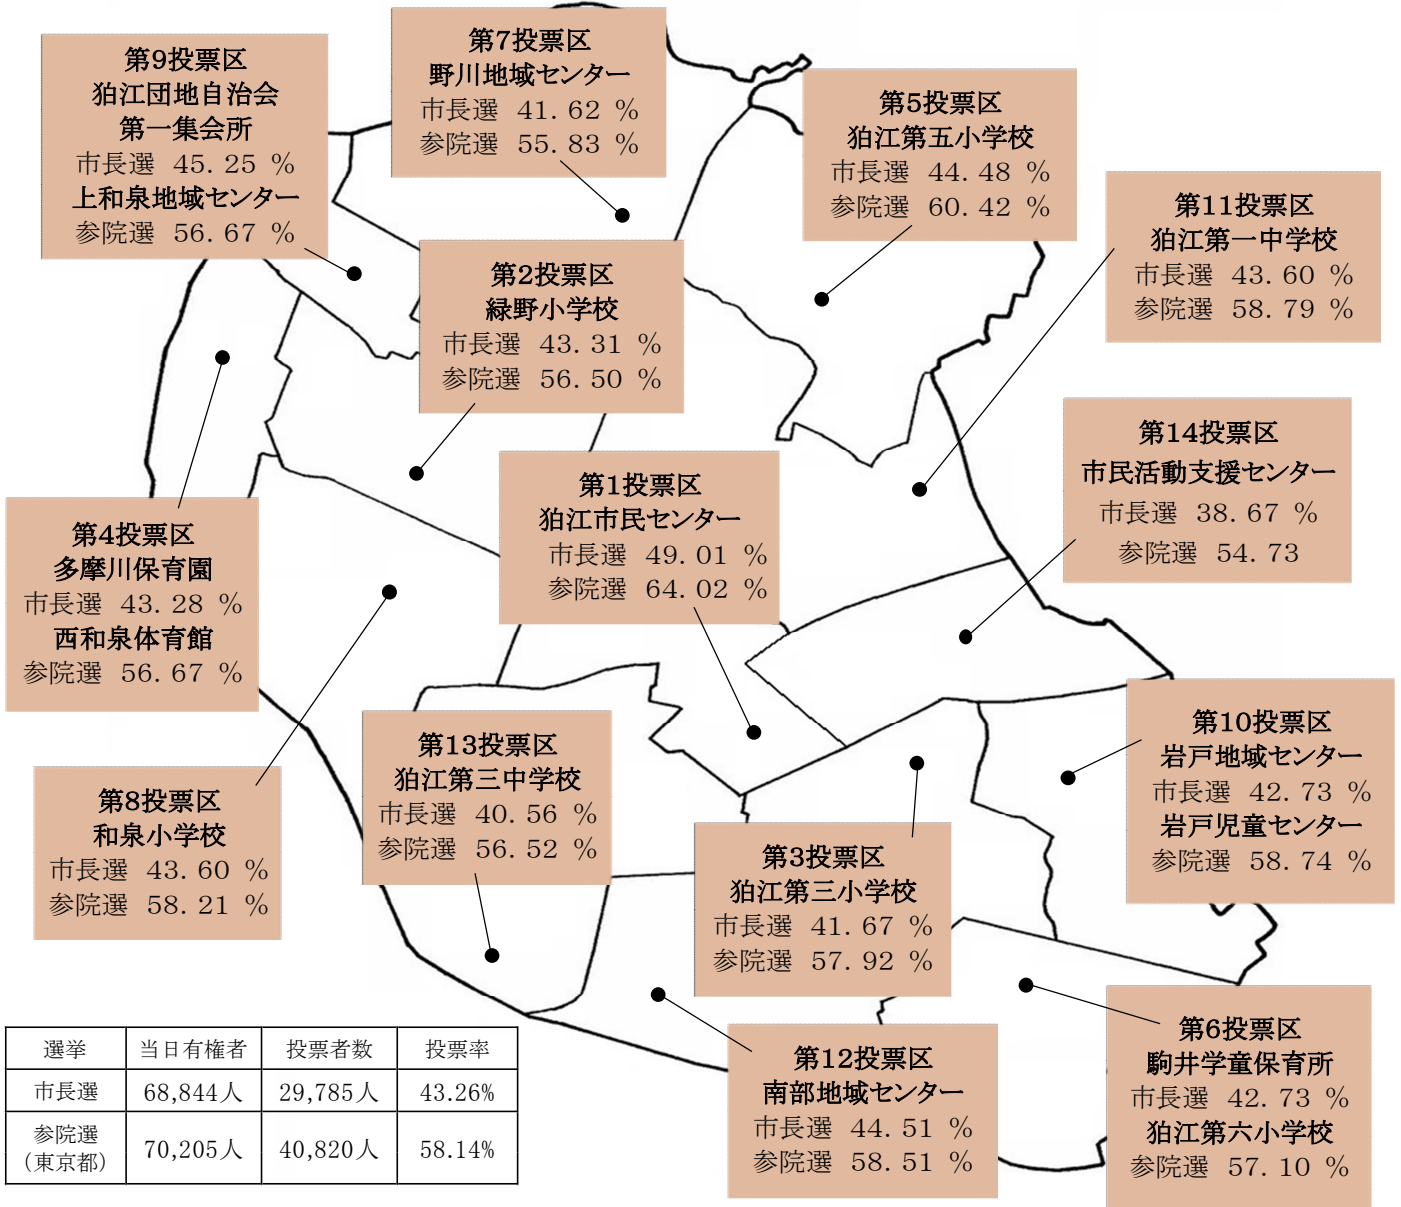 第9投票区
狛江団地自治会
第一集会所
市長選 45.25 %
上和泉地域センター
参院選 56.67 %
第7投票区
野川地域センター
市長選 41.62 %
参院選 55.83 %
第5投票区
狛江第五小学校
市長選 44.48 %
参院選 60.42 %
第11投票区
狛江第一中学校
市長選 43.60 %
参院選 58.79 %
第2投票区
緑野小学校
市長選 43.31 %
参院選 56.50 %
第14投票区
市民活動支援センター
市長選 38.67 %
参院選 54.73
第1投票区
狛江市民センター
市長選 49.01 %
参院選 64.02 %
第4投票区
多摩川保育園
市長選 43.28 %
西和泉体育館
参院選 56.67 %
第10投票区
岩戸地域センター
市長選 42.73 %
岩戸児童センター
参院選 58.74 %
第13投票区
狛江第三中学校
市長選 40.56 %
参院選 56.52 %
第8投票区
和泉小学校
市長選 43.60 %
参院選 58.21 %
第3投票区
狛江第三小学校
市長選 41.67 %
参院選 57.92 %
第6投票区
駒井学童保育所
市長選 42.73 %
狛江第六小学校
参院選 57.10 %
第12投票区
南部地域センター
市長選 44.51 %
参院選 58.51 %
選挙 当日有権者 投票者数 投票率
市長選 68,844人 29,785人 43.26%
参院選
（東京都） 70,205人 40,820人 58.14%